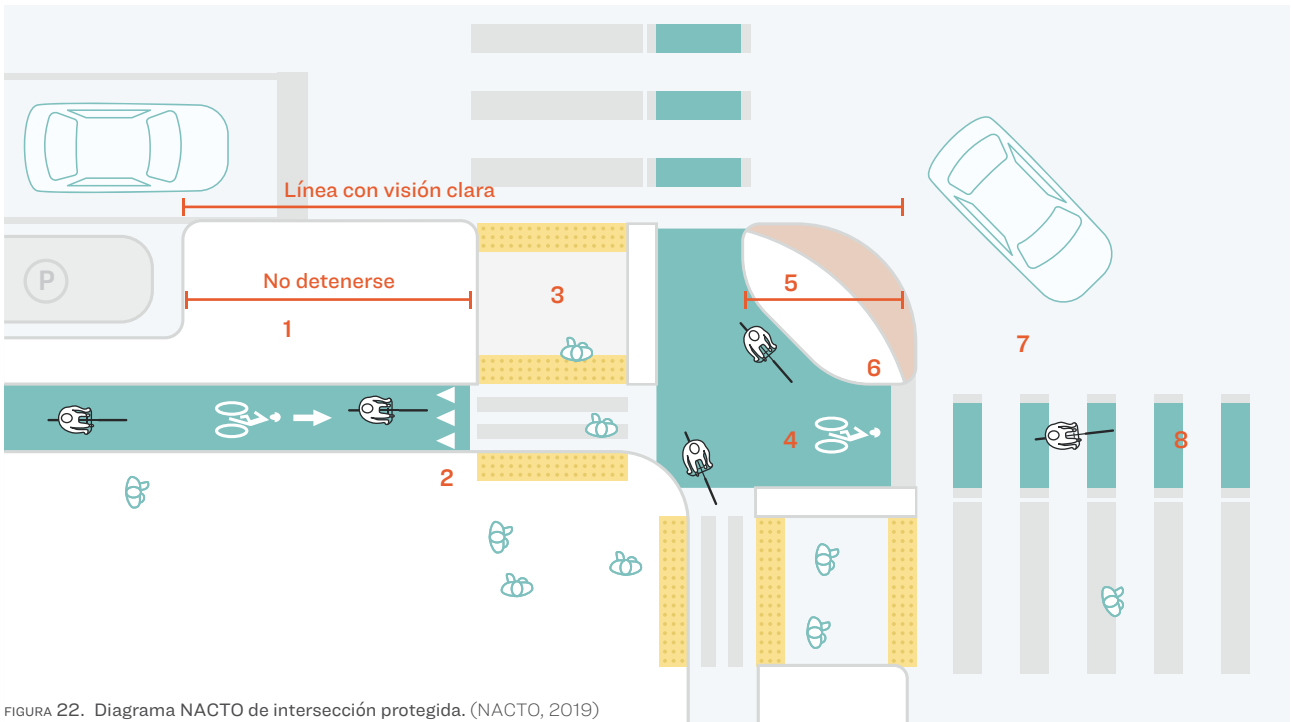 Línea con visión clara
P
No detenerse
1
2
3
4
5
6
7
8
FIGURA 22. Diagrama NACTO de intersección protegida. (NACTO, 2019)